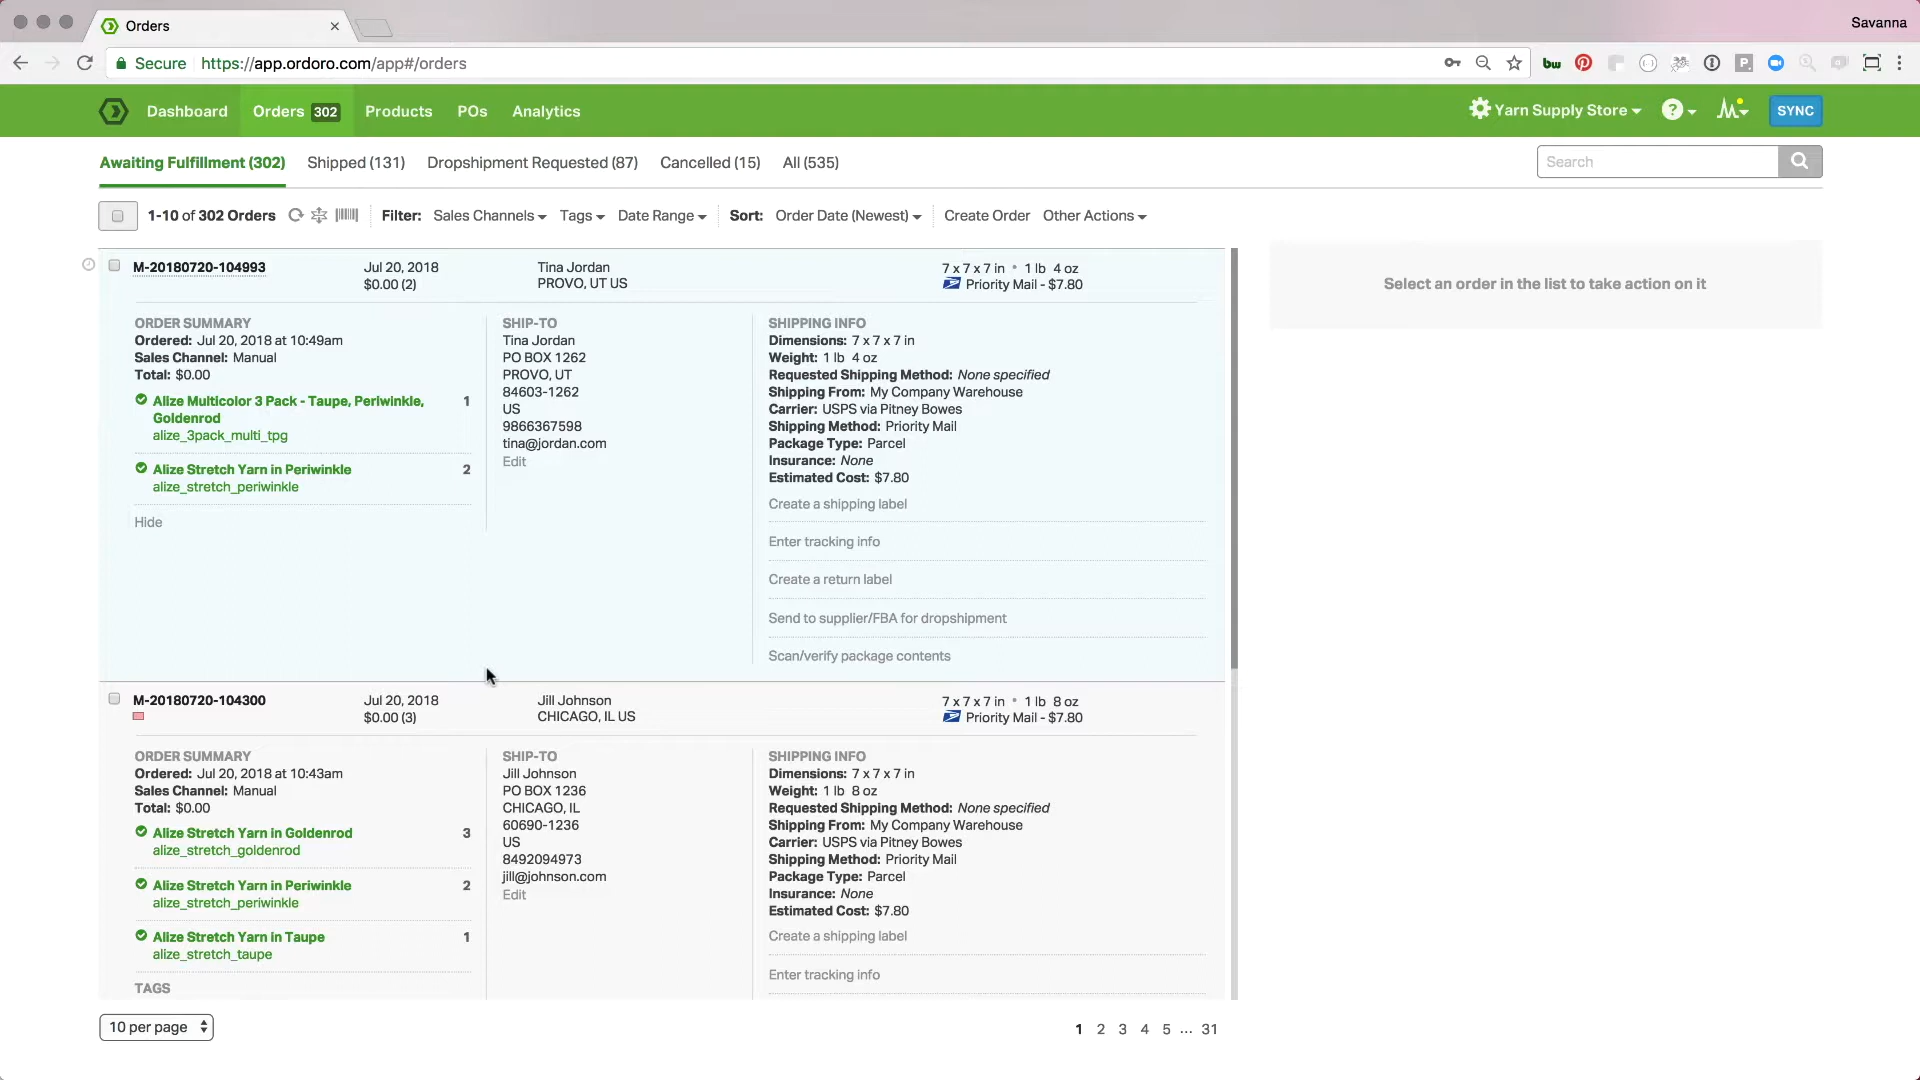 Orders
Savanna
Secure https://app.ordoro.com/app#/orders
bw
P.
Dashboard Orders 302 Products POs Analytics
Yarn Supply Store ? SYNC
Awaiting Fulfillment (302) Shipped (131) Dropshipment Requested (87) Cancelled (15) All (535)
Search
1-10 of 302 Orders Filter: Sales Channels Tags Date Range Sort: Order Date (Newest) Create Order Other Actions
M-20180720-104993 Jul 20, 2018 Tina Jordan 7 x 7 x 7 in • 1 lb 4 oz
$0.00 (2) PROVO, UT US Priority Mail - $7.80
Select an order in the list to take action on it
ORDER SUMMARY
Ordered: Jul 20, 2018 at 10:49am
Sales Channel: Manual
Total: $0.00
Alize Multicolor 3 Pack - Taupe, Periwinkle, 1
Goldenrod
alize_3pack_multi_tpg
Alize Stretch Yarn in Periwinkle 2
alize_stretch_periwinkle
Hide
SHIP-TO
Tina Jordan
PO BOX 1262
PROVO, UT
84603-1262
US
9866367598
tina@jordan.com
Edit
SHIPPING INFO
Dimensions: 7 x 7 x 7 in
Weight: 1 lb 4 oz
Requested Shipping Method: None specified
Shipping From: My Company Warehouse
Carrier: USPS via Pitney Bowes
Shipping Method: Priority Mail
Package Type: Parcel
Insurance: None
Estimated Cost: $7.80
Create a shipping label
Enter tracking info
Create a return label
Send to supplier/FBA for dropshipment
Scan/verify package contents
M-20180720-104300 Jul 20, 2018 Jill Johnson 7 x 7 x 7 in • 1 lb 8 oz
$0.00 (3) CHICAGO, IL US Priority Mail - $7.80
ORDER SUMMARY
Ordered: Jul 20, 2018 at 10:43am
Sales Channel: Manual
Total: $0.00
Alize Stretch Yarn in Goldenrod 3
alize_stretch_goldenrod
Alize Stretch Yarn in Periwinkle 2
alize_stretch_periwinkle
Alize Stretch Yarn in Taupe 1
alize_stretch_taupe
TAGS
SHIP-TO
Jill Johnson
PO BOX 1236
CHICAGO, IL
60690-1236
US
8492094973
jill@johnson.com
Edit
SHIPPING INFO
Dimensions: 7 x 7 x 7 in
Weight: 1 lb 8 oz
Requested Shipping Method: None specified
Shipping From: My Company Warehouse
Carrier: USPS via Pitney Bowes
Shipping Method: Priority Mail
Package Type: Parcel
Insurance: None
Estimated Cost: $7.80
Create a shipping label
Enter tracking info
10 per page
1 2 3 4 5 ... 31